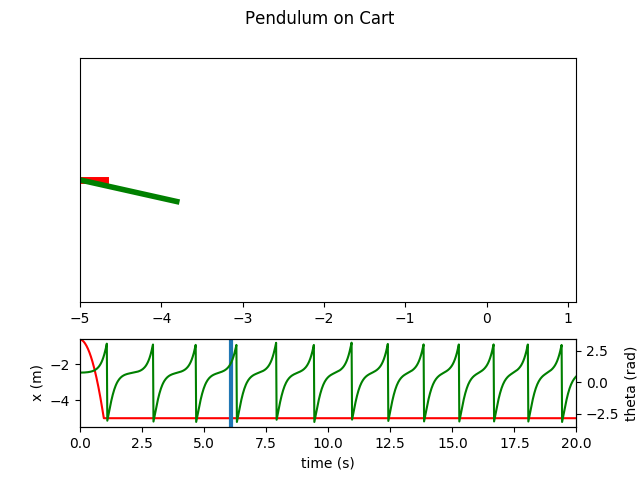 Pendulum on Cart
−5 −4 −3 −2 −1 0 1
−2
−4
x (m)
2.5
0.0
−2.5
theta (rad)
0.0 2.5 5.0 7.5 10.0 12.5 15.0 17.5 20.0
time (s)